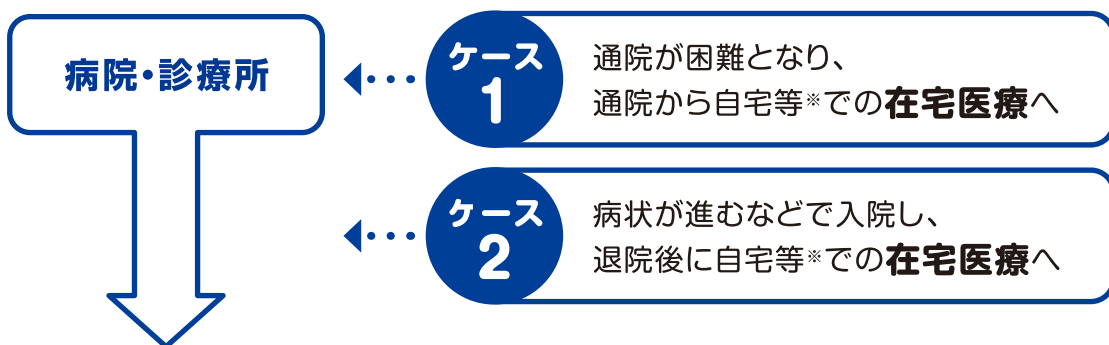 病院・診療所
ケース
1
通院が困難となり、
通院から自宅等※での在宅医療へ
ケース
2
病状が進むなどで入院し、
退院後に自宅等※での在宅医療へ